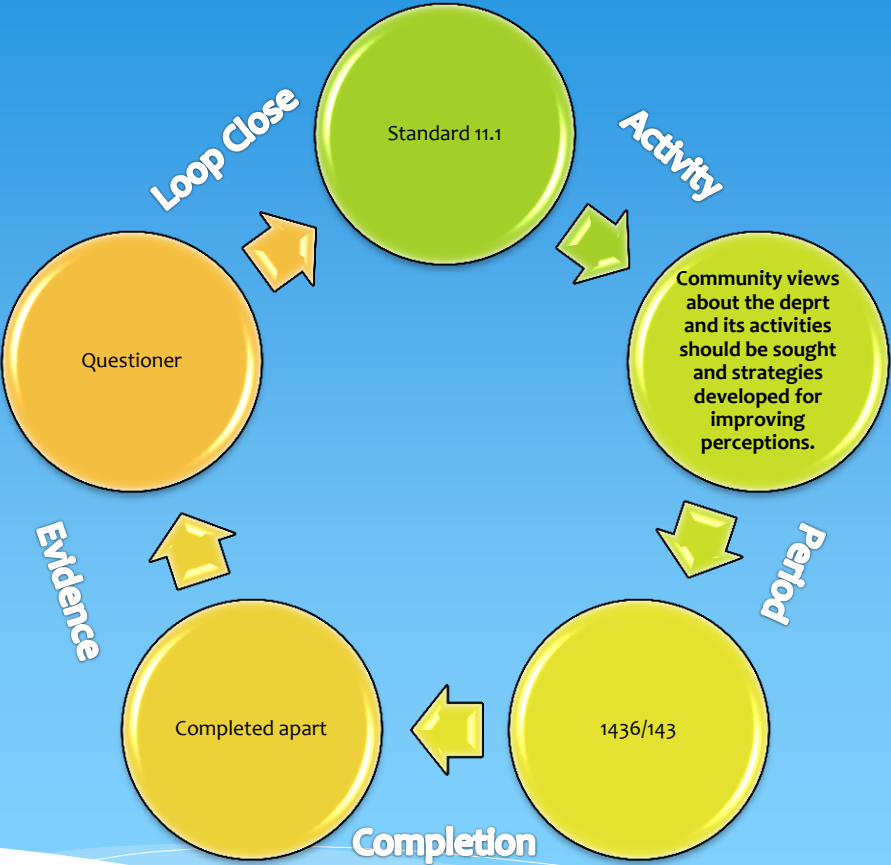 Standard 11.1
Activity
Community views
about the deprt
and its activities
should be sought
and strategies
developed for
improving
perceptions.
Period
1436/143
Completion
Completed apart
Evidence
Questioner
Loop Close